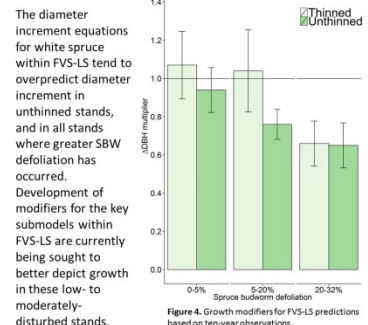 The diameter
increment equations
for white spruce
within FVS-LS tend to
overpredict diameter
increment in
unthinned stands,
and in all stands
where greater SBW
defoliation has
occurred.
Development of
modifiers for the key
submodels within
FVS-LS are currently
being sought to
better depict growth
in these low- to
moderately-
disturbed stands.
Thinned
Unthinned
ΔDBH multiplier
1.4
1.2
1.0
0.8
0.6
0.4
0.2
0.0
0-5% 5-20% 20-32%
Spruce budworm defoliation
Figure 4. Growth modifiers for FVS-LS predictions
based on ten-year observations.